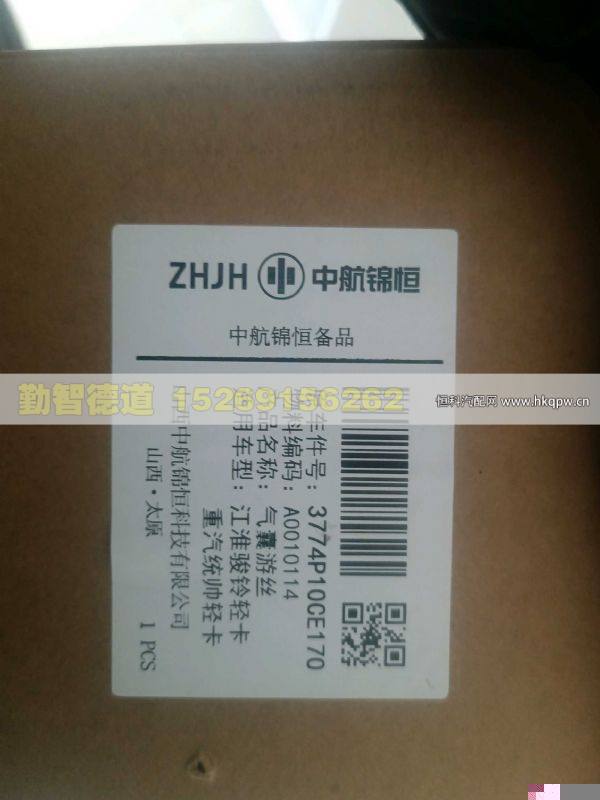 ZHJH 中航锦恒
中航锦恒备品
车件号：3774P10CE170
料编码：A0010114
品名称：气囊游丝
用车型：江淮骏铃轻卡
重汽统帅轻卡
西中航锦恒科技有限公司
山西·太原
1 PCS
勤智德道 15269156262
恒科汽配网 www.hkqpw.cn